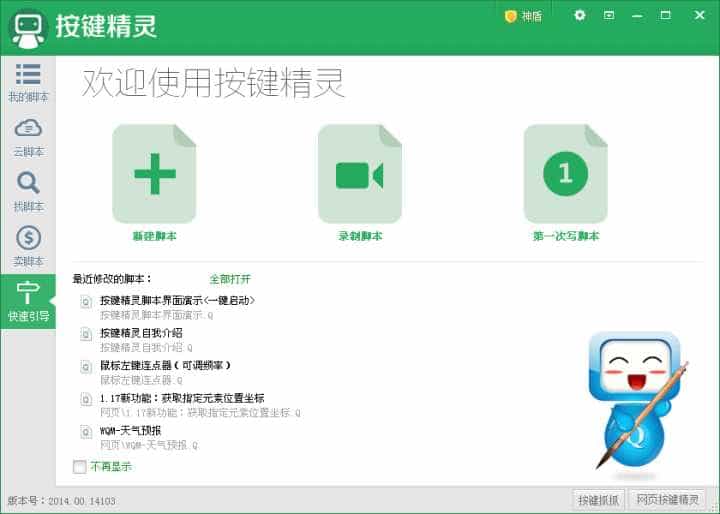 按键精灵
神盾
我的脚本
云脚本
找脚本
卖脚本
快速引导
欢迎使用按键精灵
新建脚本
录制脚本
1
第一次写脚本
最近修改的脚本：
全部打开
按键精灵脚本界面演示<一键启动>
按键精灵脚本界面演示.Q
按键精灵自我介绍
按键精灵自我介绍.Q
鼠标左键连点器（可调频率）
鼠标左键连点器.Q
1.17新功能：获取指定元素位置坐标
网页\1.17新功能：获取指定元素位置坐标.Q
WQM-天气预报
网页\WQM-天气预报.Q
不再显示
Q
版本号：2014.00.14103
按键抓抓
网页按键精灵